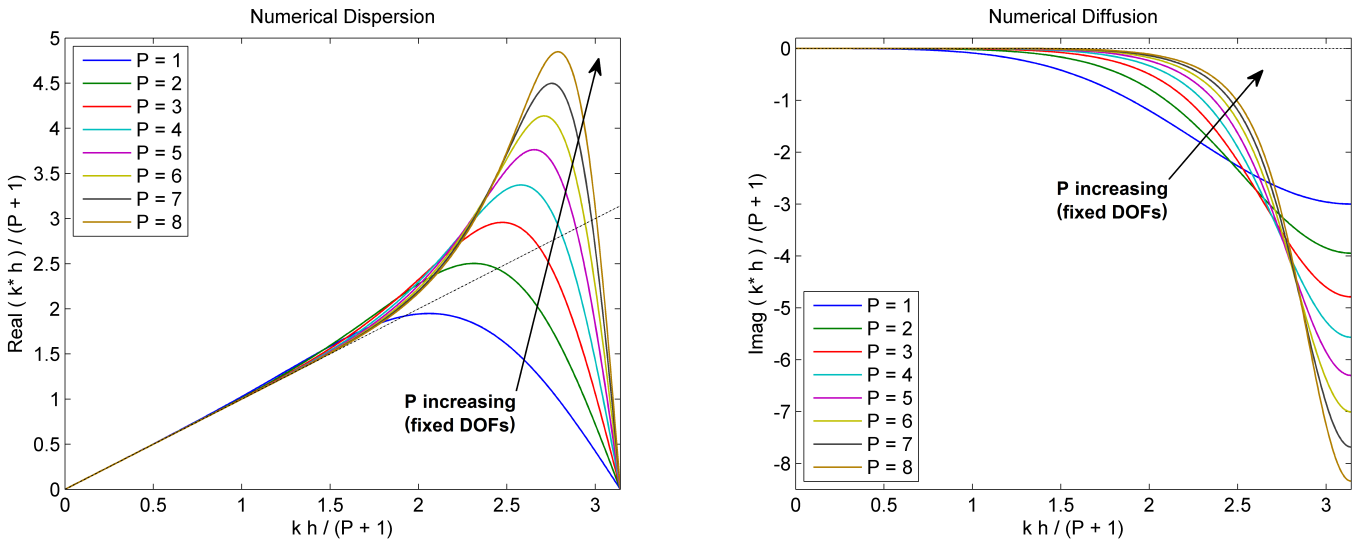 Numerical Dispersion
5
4.5
4
3.5
3
2.5
2
1.5
1
0.5
0
Real ( k* h ) / (P + 1)
P = 1
P = 2
P = 3
P = 4
P = 5
P = 6
P = 7
P = 8
P increasing
(fixed DOFs)
0 0.5 1 1.5 2 2.5 3
k h / (P + 1)
Numerical Diffusion
0
-1
-2
-3
-4
-5
-6
-7
-8
Imag ( k* h ) / (P + 1)
P increasing
(fixed DOFs)
P = 1
P = 2
P = 3
P = 4
P = 5
P = 6
P = 7
P = 8
0 0.5 1 1.5 2 2.5 3
k h / (P + 1)